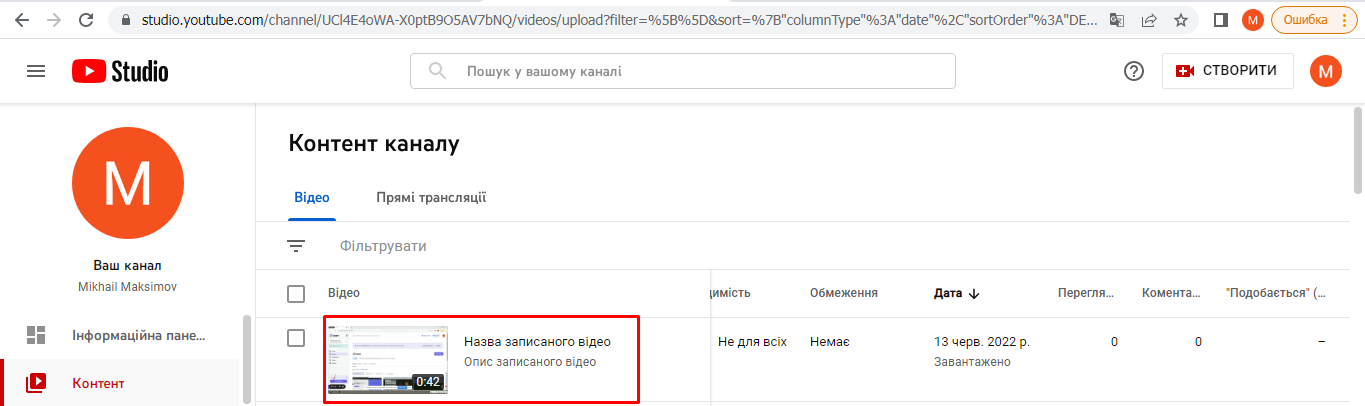 studio.youtube.com/channel/UCl4E4oWA-X0ptB9O5AV7bNQ/videos/upload?filter=%5B%5D&sort=%7B"columnType"%3A"date"%2C"sortOrder"%3A"DE...
M
Ошибка
Studio
Пошук у вашому каналі
СТВОРИТИ
M
M
Ваш канал
Mikhail Maksimov
Інформаційна пане...
Контент
Контент каналу
Відео
Прямі трансляції
Фільтрувати
Відео
димість
Обмеження
Дата
Перегля...
Комента...
"Подобається" (...
0:42
Назва записаного відео
Опис записаного відео
Не для всіх
Немає
13 черв. 2022 р.
Завантажено
0
0
–